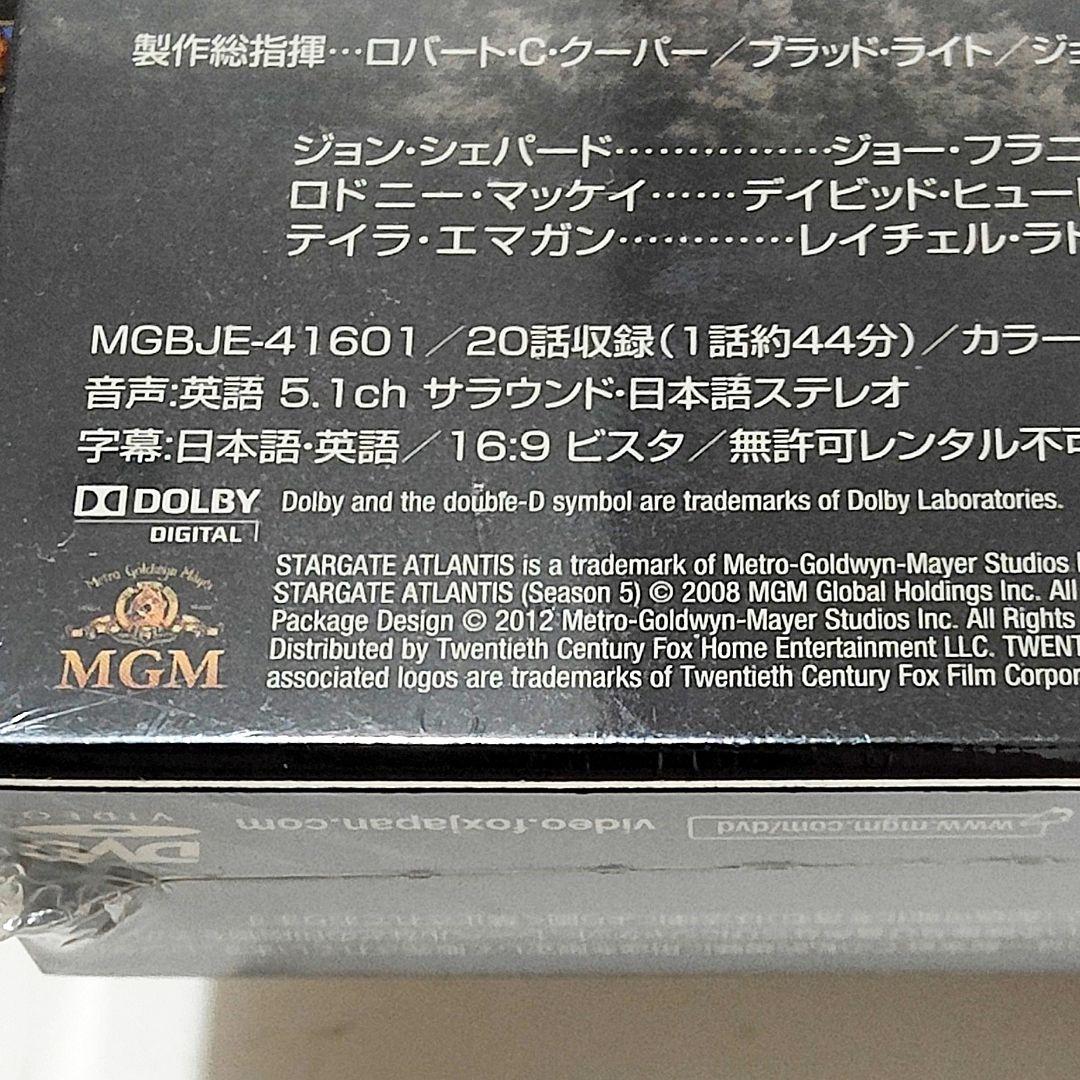 製作総指揮…ロバート・C・クーパー／ブラッド・ライト／ジョ
ジョン・シェパード……………ジョー・フラニ
ロドニー・マッケイ……デイビッド・ヒュー
テイラ・エマガン…………レイチェル・ラト
MGBJE-41601／20話収録(1話約44分)／カラー
音声:英語 5.1ch サラウンド・日本語ステレオ
字幕:日本語・英語／16:9 ビスタ／無許可レンタル不可
DOLBY DIGITAL
Dolby and the double-D symbol are trademarks of Dolby Laboratories.
Metro Goldwyn Mayer
MGM
STARGATE ATLANTIS is a trademark of Metro-Goldwyn-Mayer Studios
STARGATE ATLANTIS (Season 5) © 2008 MGM Global Holdings Inc. All
Package Design © 2012 Metro-Goldwyn-Mayer Studios Inc. All Rights
Distributed by Twentieth Century Fox Home Entertainment LLC. TWENT
associated logos are trademarks of Twentieth Century Fox Film Corpor
DVD VIDEO
video.foxjapan.com
www.mgm.com/dvd